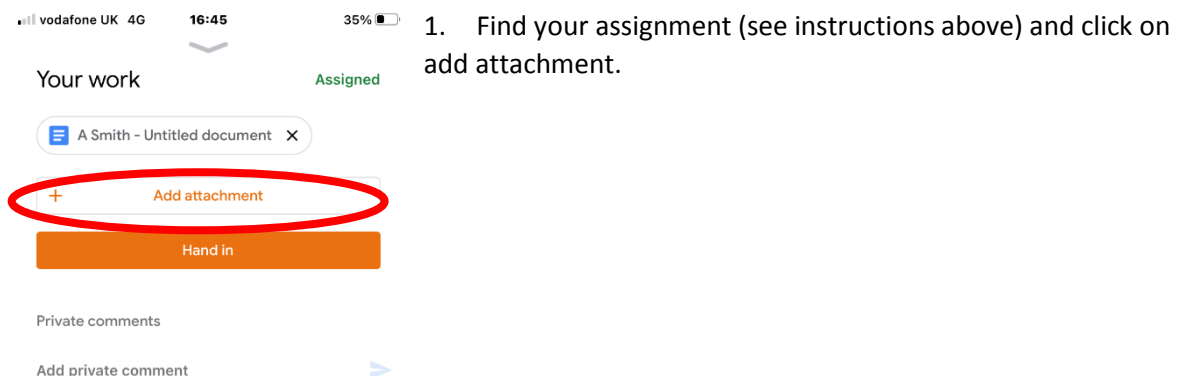 vodafone UK 4G 16:45 35%
Your work Assigned
A Smith - Untitled document
+ Add attachment
Hand in
Private comments
Add private comment
1. Find your assignment (see instructions above) and click on
add attachment.